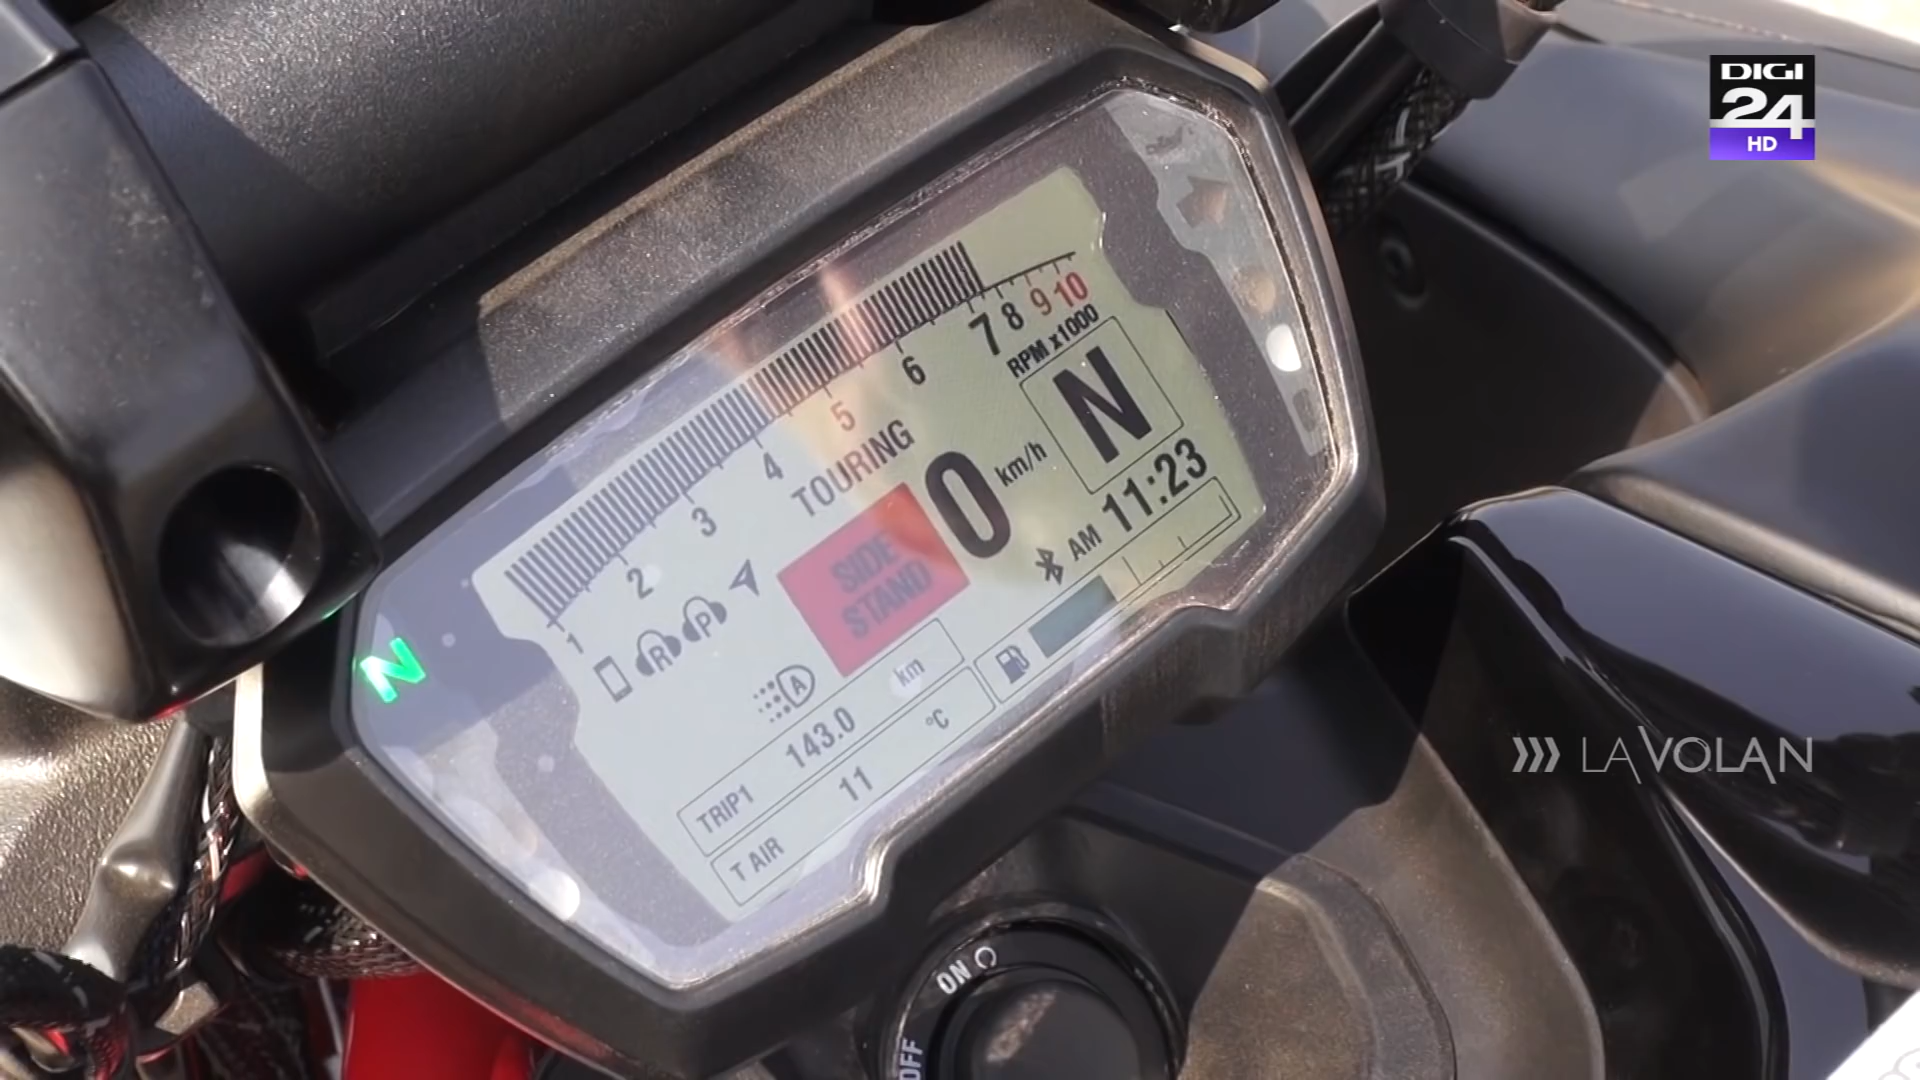 DIGI
24
HD
1 2 3 4 5 6 7 8 9 10
RPM x1000
N
TOURING
0 km/h
SIDE
STAND
AM 11:23
R P
A
TRIP1 143.0 km
T AIR 11 °C
N
LAVOLAN
ON
OFF